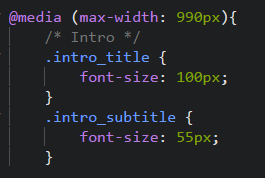 @media (max-width: 990px){
    /* Intro */
    .intro_title {
        font-size: 100px;
    }
    .intro_subtitle {
        font-size: 55px;
    }